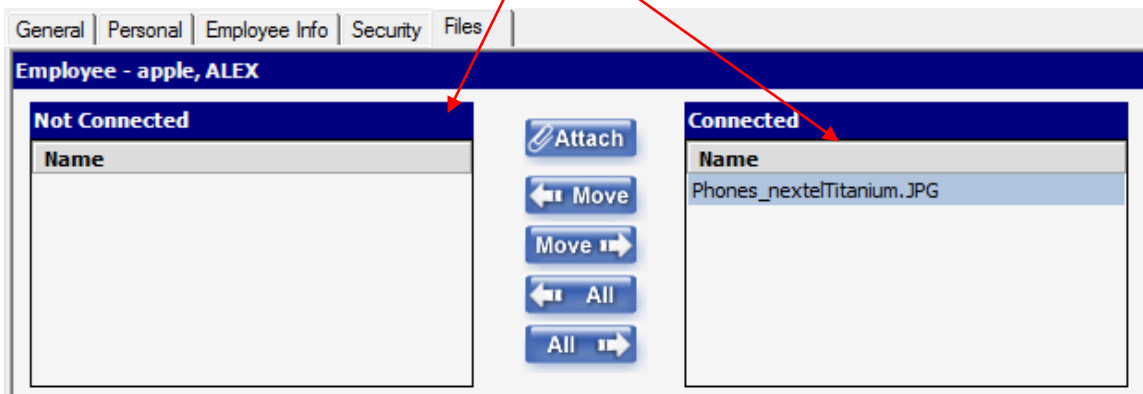 General Personal Employee Info Security Files
Employee - apple, ALEX
Not Connected
Name
Attach
Move
Move
All
All
Connected
Name
Phones_nextelTitanium.JPG